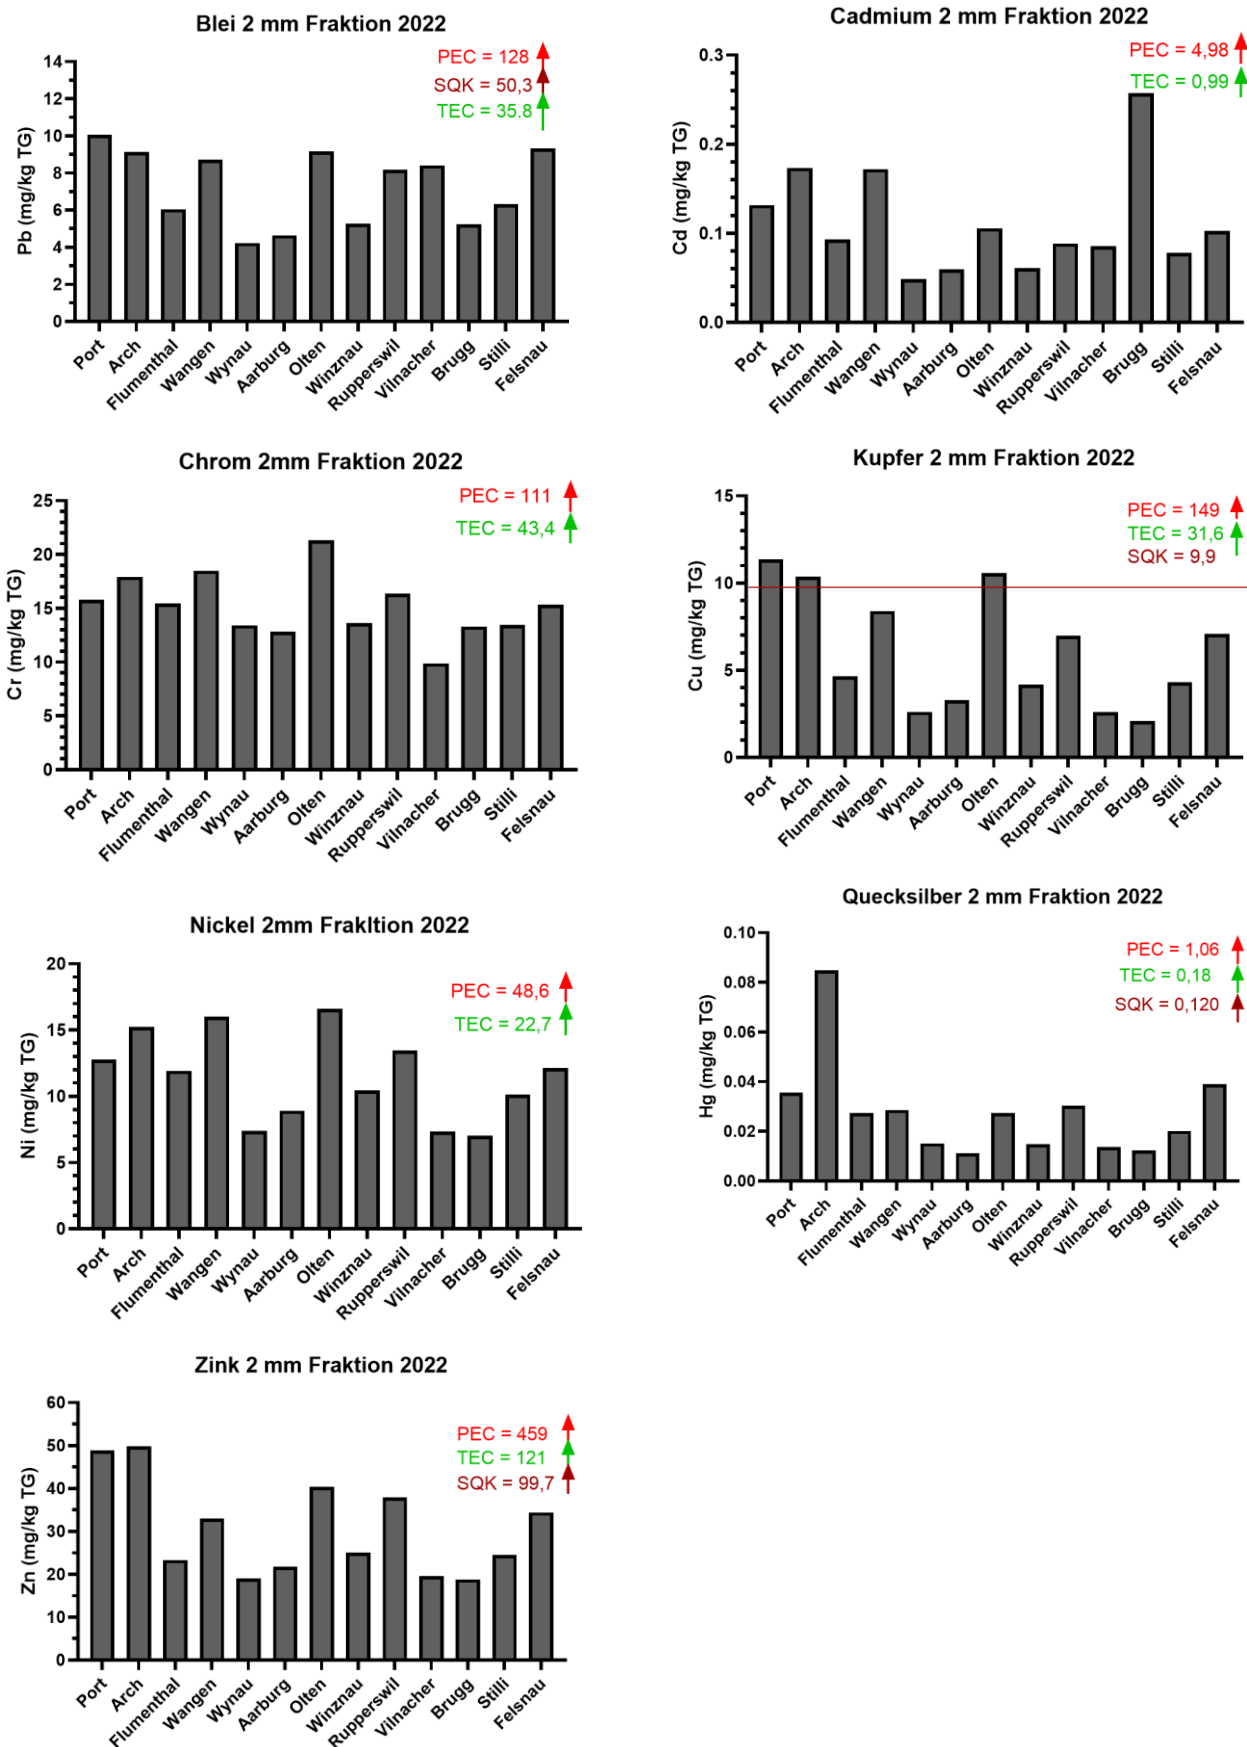 Blei 2 mm Fraktion 2022
PEC = 128
SQK = 50,3
TEC = 35.8
Pb (mg/kg TG)
14
12
10
8
6
4
2
0
Port
Arch
Flumenthal
Wangen
Wynau
Aarburg
Olten
Winznau
Rupperswil
Vilnacher
Brugg
Stilli
Felsnau
Cadmium 2 mm Fraktion 2022
PEC = 4,98
TEC = 0,99
Cd (mg/kg TG)
0.3
0.2
0.1
0.0
Port
Arch
Flumenthal
Wangen
Wynau
Aarburg
Olten
Winznau
Rupperswil
Vilnacher
Brugg
Stilli
Felsnau
Chrom 2mm Fraktion 2022
PEC = 111
TEC = 43,4
Cr (mg/kg TG)
25
20
15
10
5
0
Port
Arch
Flumenthal
Wangen
Wynau
Aarburg
Olten
Winznau
Rupperswil
Vilnacher
Brugg
Stilli
Felsnau
Kupfer 2 mm Fraktion 2022
PEC = 149
TEC = 31,6
SQK = 9,9
Cu (mg/kg TG)
15
10
5
0
Port
Arch
Flumenthal
Wangen
Wynau
Aarburg
Olten
Winznau
Rupperswil
Vilnacher
Brugg
Stilli
Felsnau
Nickel 2mm Frakltion 2022
PEC = 48,6
TEC = 22,7
Ni (mg/kg TG)
20
15
10
5
0
Port
Arch
Flumenthal
Wangen
Wynau
Aarburg
Olten
Winznau
Rupperswil
Vilnacher
Brugg
Stilli
Felsnau
Quecksilber 2 mm Fraktion 2022
PEC = 1,06
TEC = 0,18
SQK = 0,120
Hg (mg/kg TG)
0.10
0.08
0.06
0.04
0.02
0.00
Port
Arch
Flumenthal
Wangen
Wynau
Aarburg
Olten
Winznau
Rupperswil
Vilnacher
Brugg
Stilli
Felsnau
Zink 2 mm Fraktion 2022
PEC = 459
TEC = 121
SQK = 99,7
Zn (mg/kg TG)
60
50
40
30
20
10
0
Port
Arch
Flumenthal
Wangen
Wynau
Aarburg
Olten
Winznau
Rupperswil
Vilnacher
Brugg
Stilli
Felsnau